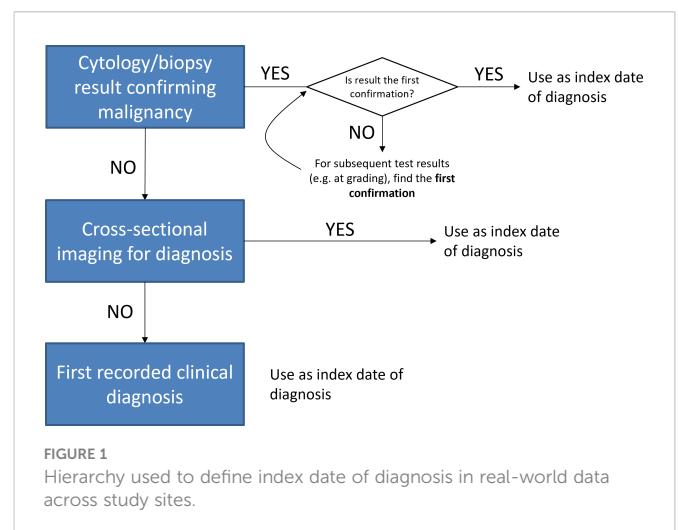 Cytology/biopsy
result confirming
malignancy
YES
Is result the first
confirmation?
YES
Use as index date
of diagnosis
NO
For subsequent test results
(e.g. at grading), find the first
confirmation
NO
Cross-sectional
imaging for diagnosis
YES
Use as index date
of diagnosis
NO
First recorded clinical
diagnosis
Use as index date of
diagnosis
FIGURE 1
Hierarchy used to define index date of diagnosis in real-world data
across study sites.